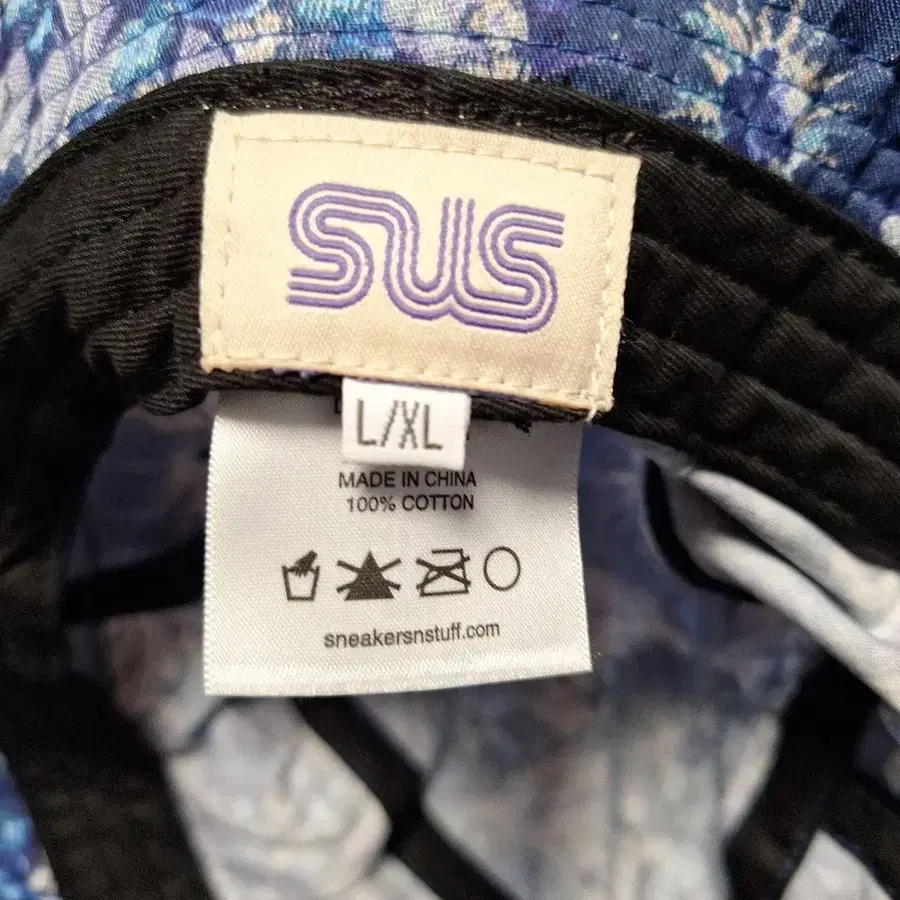 SNS
L/XL
MADE IN CHINA
100% COTTON
sneakersnstuff.com